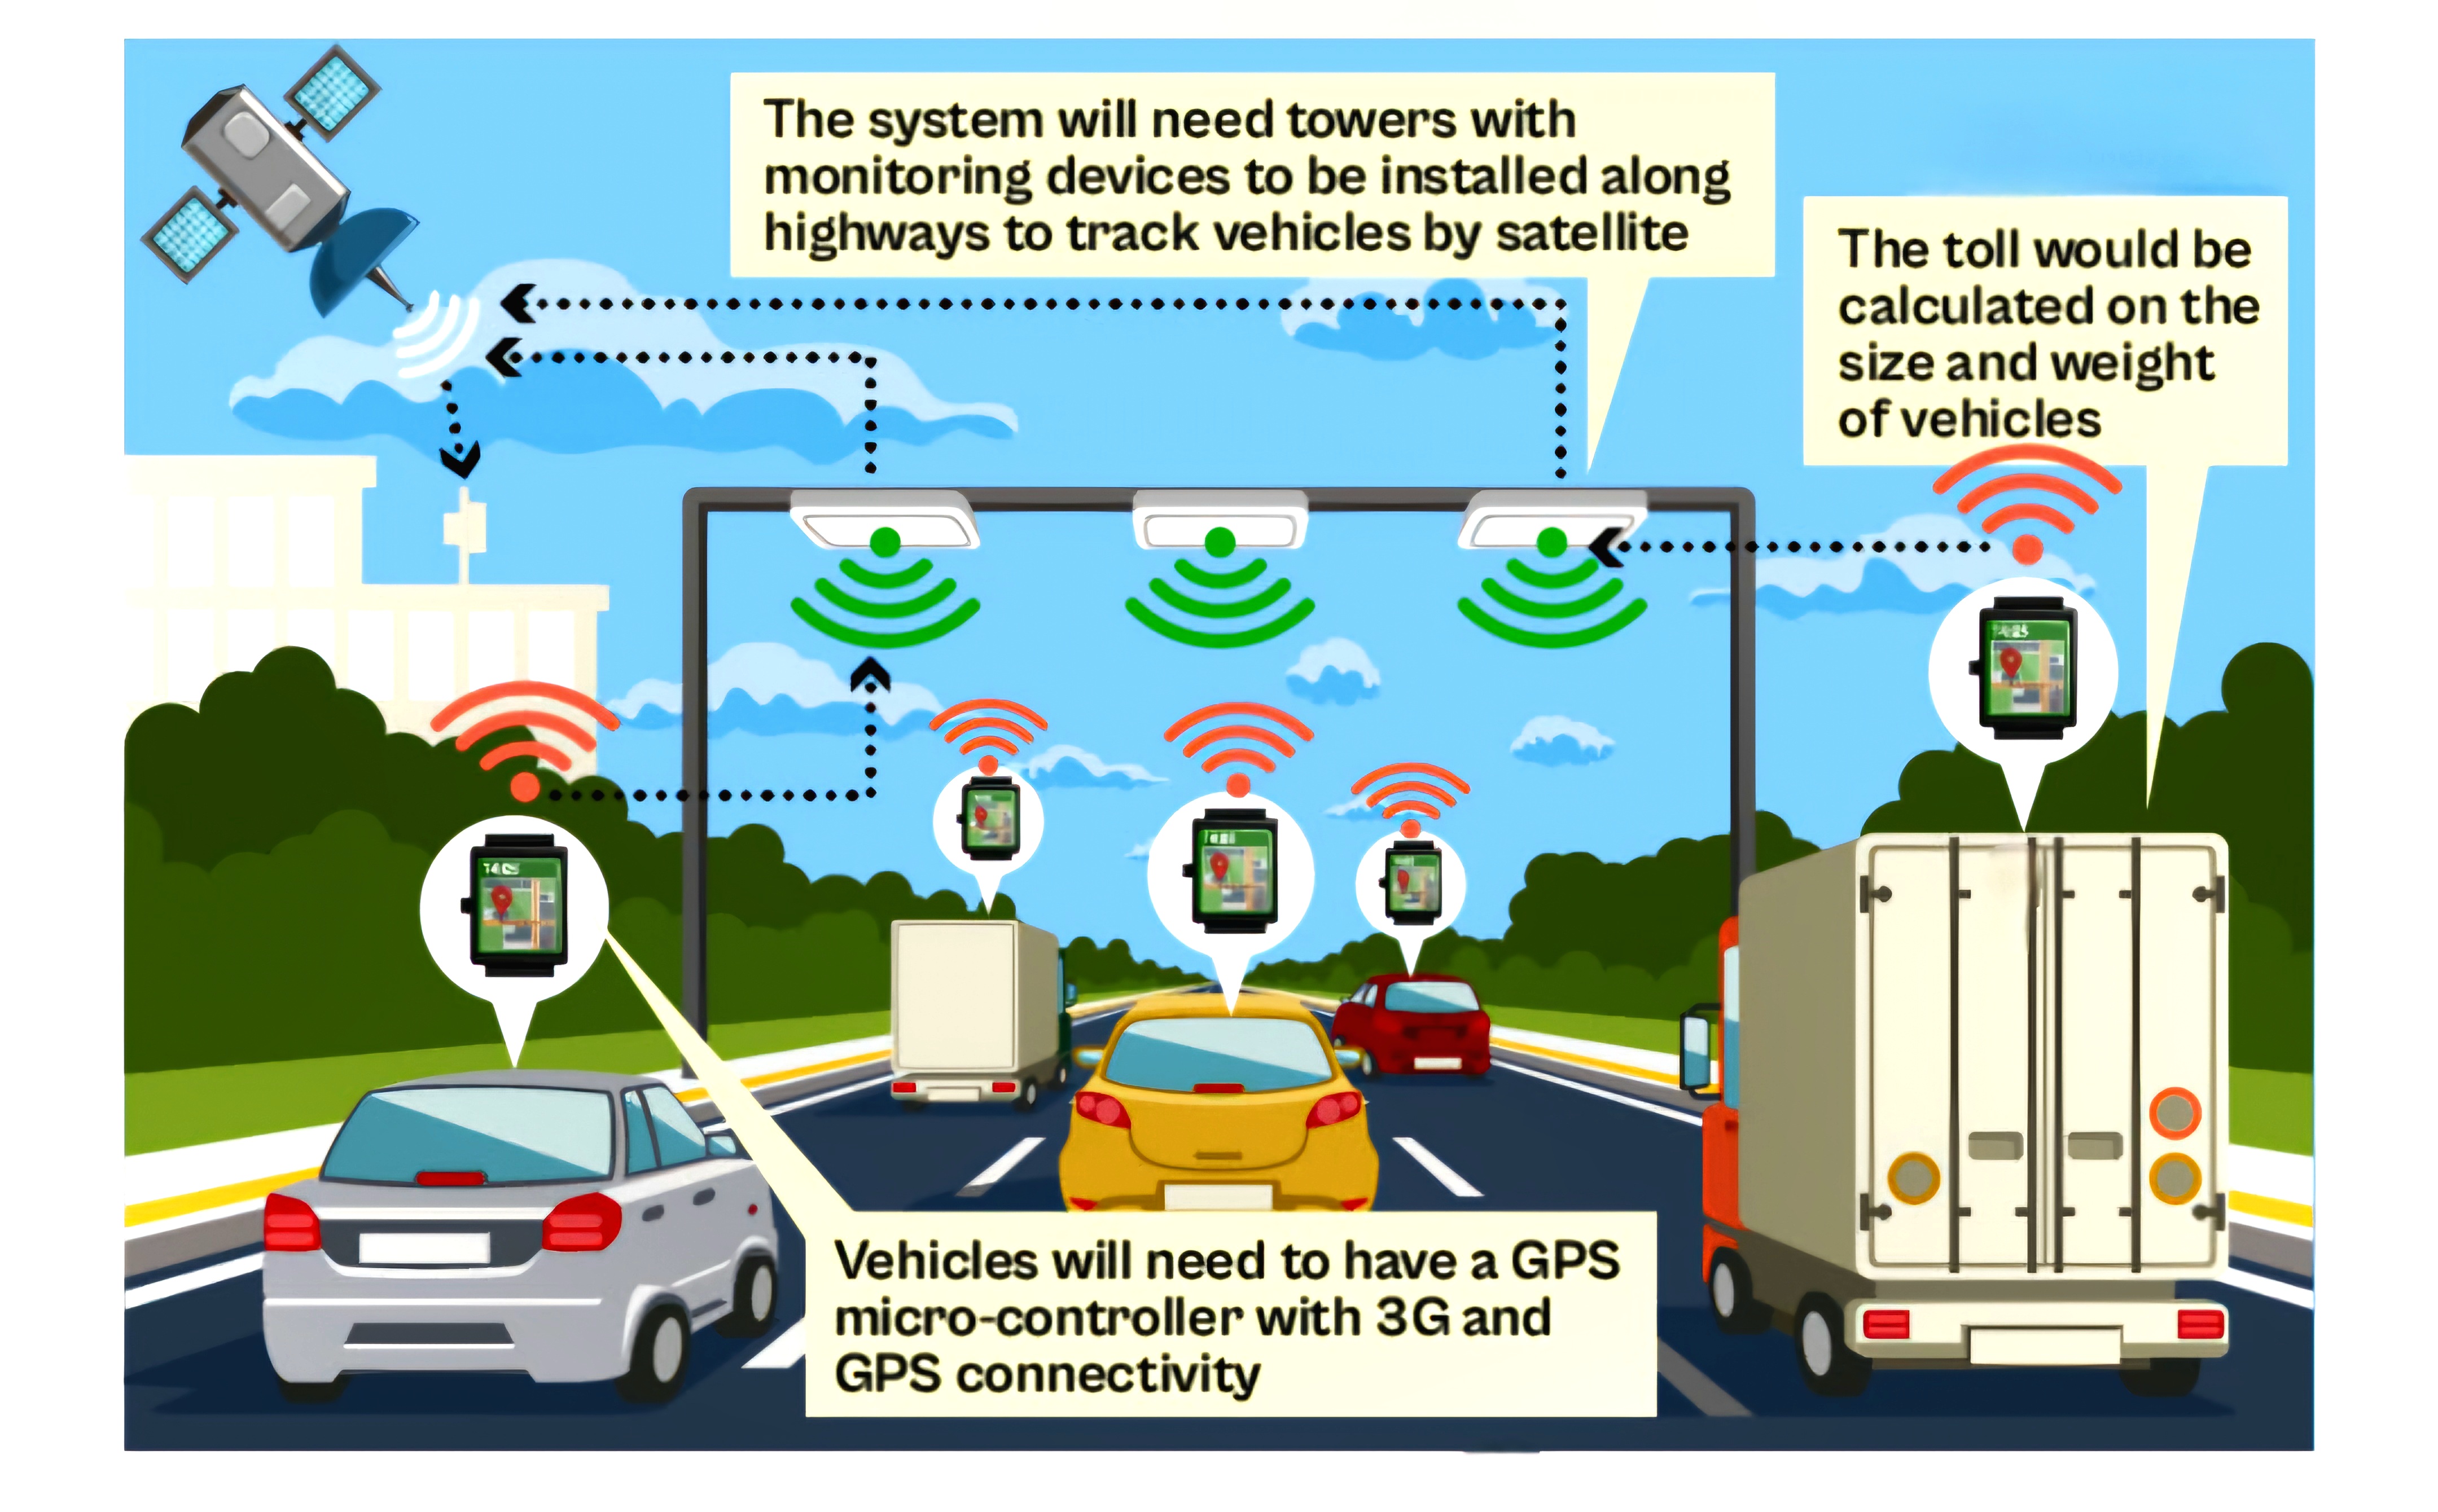 The system will need towers with
monitoring devices to be installed along
highways to track vehicles by satellite
The toll would be
calculated on the
size and weight
of vehicles
Vehicles will need to have a GPS
micro-controller with 3G and
GPS connectivity